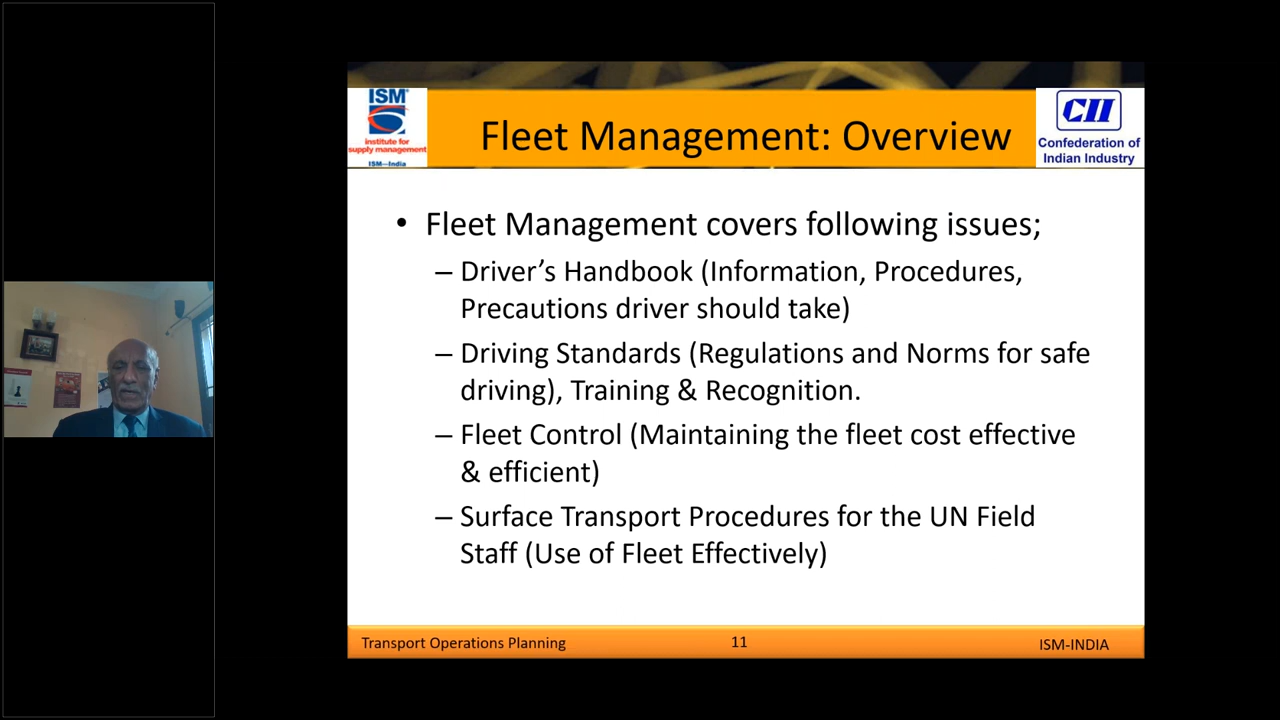 ISM®
institute for
supply management™
ISM—India
Fleet Management: Overview
CII
Confederation of
Indian Industry
• Fleet Management covers following issues;
– Driver’s Handbook (Information, Procedures,
Precautions driver should take)
– Driving Standards (Regulations and Norms for safe
driving), Training & Recognition.
– Fleet Control (Maintaining the fleet cost effective
& efficient)
– Surface Transport Procedures for the UN Field
Staff (Use of Fleet Effectively)
Transport Operations Planning
11
ISM-INDIA